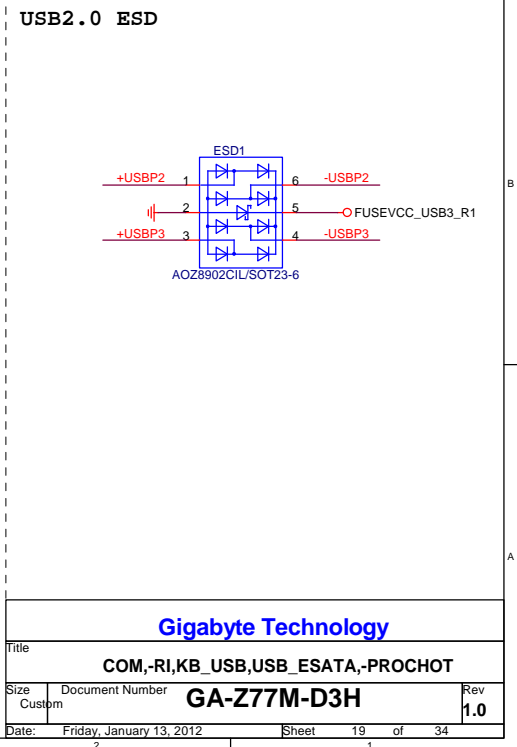 USB2.0 ESD
ESD1
+USBP2 1 6 -USBP2
B
2 5 FUSEVCC_USB3_R1
+USBP3 3 4 -USBP3
AOZ8902CIL/SOT23-6
A
Gigabyte Technology
Title
COM,-RI,KB_USB,USB_ESATA,-PROCHOT
Size Document Number Rev
Custom GA-Z77M-D3H 1.0
Date: Friday, January 13, 2012 Sheet 19 of 34
2 1